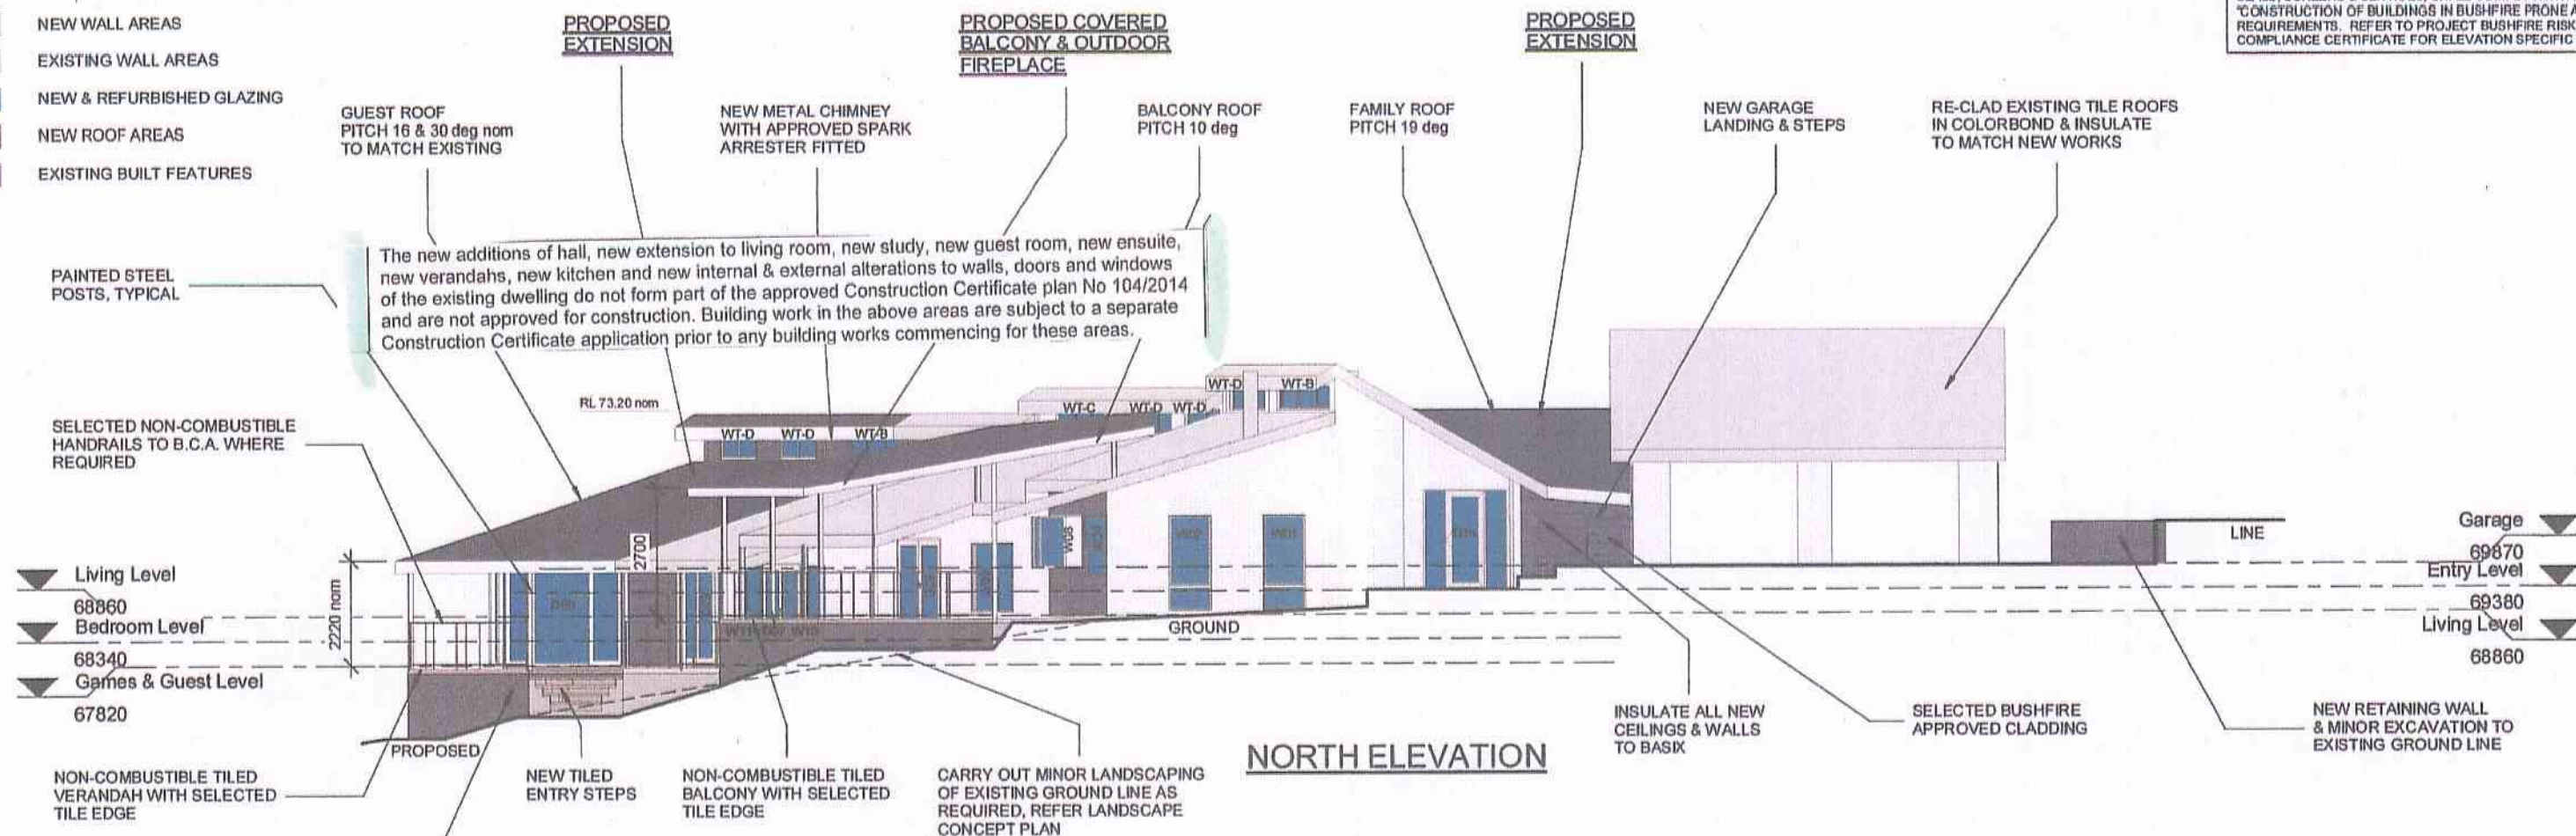 NEW WALL AREAS
EXISTING WALL AREAS
NEW & REFURBISHED GLAZING
NEW ROOF AREAS
EXISTING BUILT FEATURES
"CONSTRUCTION OF BUILDINGS IN BUSHFIRE PRONE
REQUIREMENTS. REFER TO PROJECT BUSHFIRE RISK
COMPLIANCE CERTIFICATE FOR ELEVATION SPECIFIC
PROPOSED
EXTENSION
PROPOSED COVERED
BALCONY & OUTDOOR
FIREPLACE
PROPOSED
EXTENSION
GUEST ROOF
PITCH 16 & 30 deg nom
TO MATCH EXISTING
NEW METAL CHIMNEY
WITH APPROVED SPARK
ARRESTER FITTED
BALCONY ROOF
PITCH 10 deg
FAMILY ROOF
PITCH 19 deg
NEW GARAGE
LANDING & STEPS
RE-CLAD EXISTING TILE ROOFS
IN COLORBOND & INSULATE
TO MATCH NEW WORKS
The new additions of hall, new extension to living room, new study, new guest room, new ensuite,
new verandahs, new kitchen and new internal & external alterations to walls, doors and windows
of the existing dwelling do not form part of the approved Construction Certificate plan No 104/2014
and are not approved for construction. Building work in the above areas are subject to a separate
Construction Certificate application prior to any building works commencing for these areas.
PAINTED STEEL
POSTS, TYPICAL
SELECTED NON-COMBUSTIBLE
HANDRAILS TO B.C.A. WHERE
REQUIRED
RL 73.20 nom
WT-D WT-D WT-B
WT-C WT-D WT-D
WT-D WT-B
2700
2220 nom
W08
W02
W01
Living Level
68860
Bedroom Level
68340
Games & Guest Level
67820
Garage
69870
Entry Level
69380
Living Level
68860
LINE
GROUND
PROPOSED
NON-COMBUSTIBLE TILED
VERANDAH WITH SELECTED
TILE EDGE
NEW TILED
ENTRY STEPS
NON-COMBUSTIBLE TILED
BALCONY WITH SELECTED
TILE EDGE
CARRY OUT MINOR LANDSCAPING
OF EXISTING GROUND LINE AS
REQUIRED, REFER LANDSCAPE
CONCEPT PLAN
NORTH ELEVATION
INSULATE ALL NEW
CEILINGS & WALLS
TO BASIX
SELECTED BUSHFIRE
APPROVED CLADDING
NEW RETAINING WALL
& MINOR EXCAVATION TO
EXISTING GROUND LINE